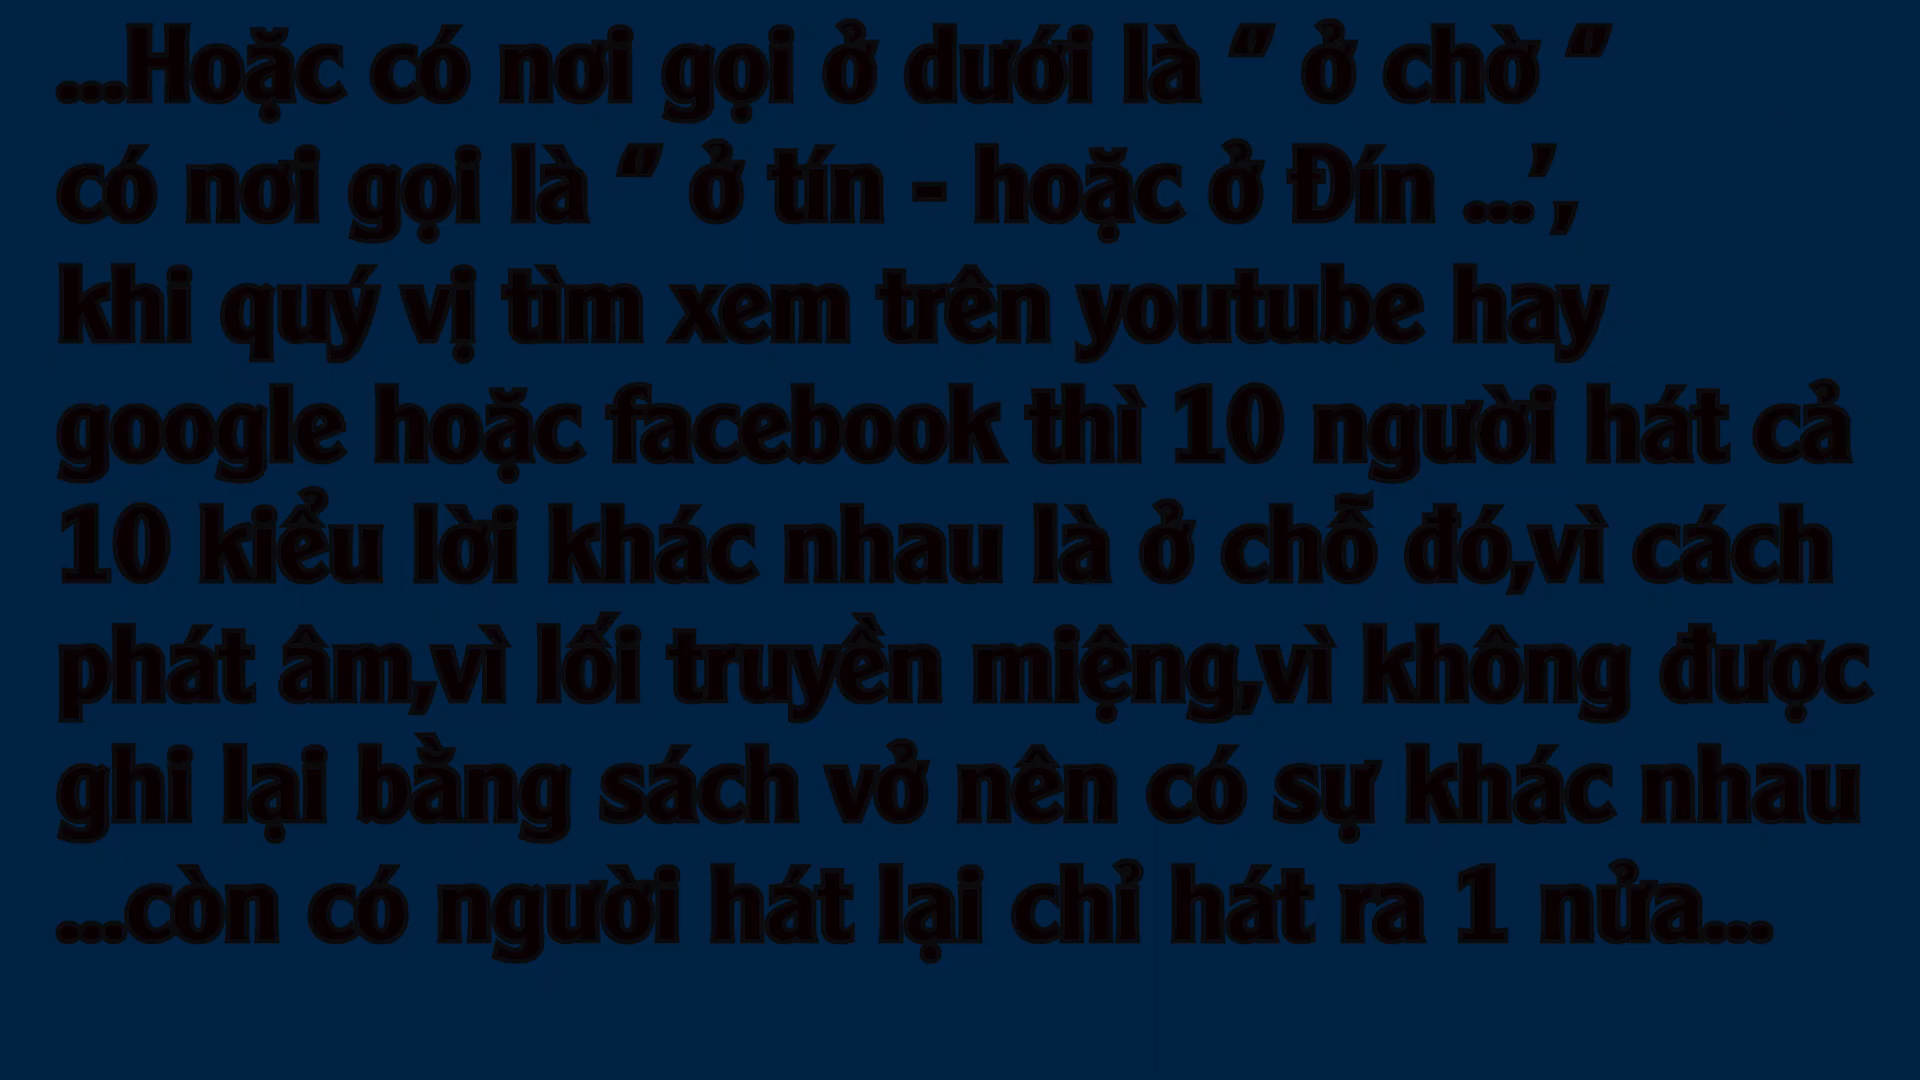 ...Hoặc có nơi gọi ở dưới là " ở chờ "
có nơi gọi là " ở tín - hoặc ở Đín ...',
khi quý vị tìm xem trên youtube hay
google hoặc facebook thì 10 người hát cả
10 kiểu lời khác nhau là ở chỗ đó,vì cách
phát âm,vì lối truyền miệng,vì không được
ghi lại bằng sách vở nên có sự khác nhau
...còn có người hát lại chỉ hát ra 1 nửa...